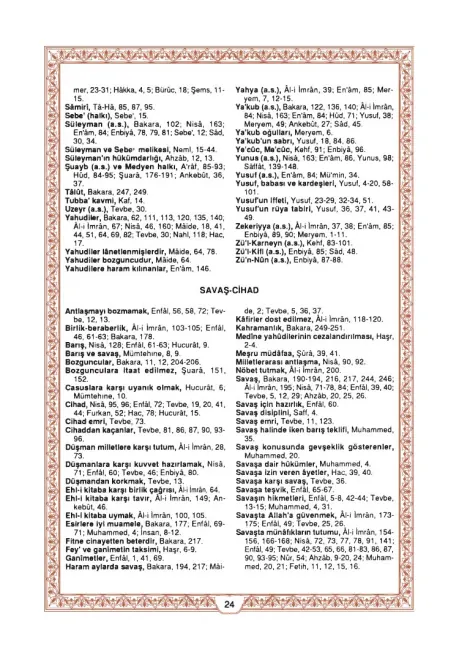 mer, 23-31; Hâkka, 4, 5; Bürûc, 18; Şems, 11-
15.
Sâmirî, Tâ-Hâ, 85, 87, 95.
Sebe' (halkı), Sebe', 15.
Süleyman (a.s.), Bakara, 102; Nisâ, 163;
En'âm, 84; Enbiyâ, 78, 79, 81; Sebe', 12; Sâd,
30, 34.
Süleyman ve Sebe' melikesi, Neml, 15-44.
Süleyman'ın hükümdarlığı, Ahzâb, 12, 13.
Şuayb (a.s.) ve Medyen halkı, A'râf, 85-93;
Hûd, 84-95; Şuarâ, 176-191; Ankebût, 36,
37.
Tâlût, Bakara, 247, 249.
Tubba' kavmi, Kaf, 14.
Uzeyr (a.s.), Tevbe, 30.
Yahudiler, Bakara, 62, 111, 113, 120, 135, 140;
Âl-i İmrân, 67; Nisâ, 46, 160; Mâide, 18, 41,
44, 51, 64, 69, 82; Tevbe, 30; Nahl, 118; Hac,
17.
Yahudiler lânetlenmişlerdir, Mâide, 64, 78.
Yahudiler bozguncudur, Mâide, 64.
Yahudilere haram kılınanlar, En'âm, 146.
Yahya (a.s.), Âl-i İmrân, 39; En'âm, 85; Mer-
yem, 7, 12-15.
Ya'kub (a.s.), Bakara, 122, 136, 140; Âl-i İmrân,
84; Nisâ, 163; En'âm, 84; Hûd, 71; Yusuf, 38;
Meryem, 49; Ankebût, 27; Sâd, 45.
Ya'kub oğulları, Meryem, 6.
Ya'kub'un sabrı, Yusuf, 18, 84, 86.
Ye'cûc, Me'cûc, Kehf, 91; Enbiyâ, 96.
Yunus (a.s.), Nisâ, 163; En'âm, 86, Yunus, 98;
Sâffât, 139-148.
Yusuf (a.s.), En'âm, 84; Mü'min, 34.
Yusuf, babası ve kardeşleri, Yusuf, 4-20, 58-
101.
Yusuf'un iffeti, Yusuf, 23-29, 32-34, 51.
Yusuf'un rüya tabiri, Yusuf, 36, 37, 41, 43-
49.
Zekeriyya (a.s.), Âl-i İmrân, 37, 38; En'âm, 85;
Enbiyâ, 89, 90; Meryem, 1-11.
Zü'l-Karneyn (a.s.), Kehf, 83-101.
Zü'l-Kifl (a.s.), Enbiyâ, 85; Sâd, 48.
Zü'n-Nûn (a.s.), Enbiyâ, 87-88.
SAVAŞ-CİHAD
Antlaşmayı bozmamak, Enfâl, 56, 58, 72; Tev-
be, 12, 13.
Birlik-beraberlik, Âl-i İmrân, 103-105; Enfâl,
46, 61-63; Bakara, 178.
Barış, Nisâ, 128; Enfâl, 61-63; Hucurât, 9.
Barış ve savaş, Mümtehıne, 8, 9.
Bozguncular, Bakara, 11, 12, 204-206.
Bozgunculara itaat edilmez, Şuarâ, 151,
152.
Casuslara karşı uyanık olmak, Hucurât, 6;
Mümtehıne, 10.
Cihad, Nisâ, 95, 96; Enfâl, 72; Tevbe, 19, 20, 41,
44; Furkan, 52; Hac, 78; Hucurât, 15.
Cihad emri, Tevbe, 73.
Cihaddan kaçanlar, Tevbe, 81, 86, 87, 90, 93-
96.
Düşman milletlere karşı tutum, Âl-i İmrân, 28,
73.
Düşmanlara karşı kuvvet hazırlamak, Nisâ,
71; Enfâl, 60; Tevbe, 46; Enbiyâ, 80.
Düşmandan korkmak, Tevbe, 13.
Ehl-i kitaba karşı birlik çağrısı, Âl-i İmrân, 64.
Ehl-i kitaba karşı tavır, Âl-i İmrân, 149; An-
kebût, 46.
Ehl-i kitaba uymak, Âl-i İmrân, 100, 105.
Esirlere iyi muamele, Bakara, 177; Enfâl, 69-
71; Muhammed, 4; İnsan, 8-12.
Fitne cinayetten beterdir, Bakara, 217.
Fey' ve ganimetin taksimi, Haşr, 6-9.
Ganimetler, Enfâl, 1, 41, 69.
Haram aylarda savaş, Bakara, 194, 217; Mâi-
de, 2; Tevbe, 5, 36, 37.
Kâfirler dost edilmez, Âl-i İmrân, 118-120.
Kahramanlık, Bakara, 249-251.
Medîne yahudilerinin cezalandırılması, Haşr,
2-4.
Meşru müdâfaa, Şûrâ, 39, 41.
Milletlerarası antlaşma, Nisâ, 90, 92.
Nöbet tutmak, Âl-i İmrân, 200.
Savaş, Bakara, 190-194, 216, 217, 244, 246;
Âl-i İmrân, 195, Nisâ, 71-78, 84; Enfâl, 39, 40;
Tevbe, 5, 12, 29; Ahzâb, 20, 25, 26.
Savaş için hazırlık, Enfâl, 60.
Savaş disiplini, Saff, 4.
Savaş emri, Tevbe, 11, 123.
Savaş halinde iken barış teklifi, Muhammed,
35.
Savaş konusunda gevşeklik gösterenler,
Muhammed, 20.
Savaşa dair hükümler, Muhammed, 4.
Savaşa izin veren âyetler, Hac, 39, 40.
Savaşa karşı savaş, Tevbe, 36.
Savaşa teşvik, Enfâl, 65-67.
Savaşın hikmetleri, Enfâl, 5-8, 42-44; Tevbe,
13-15; Muhammed, 4, 31.
Savaşta Allah'a güvenmek, Âl-i İmrân, 173-
175; Enfâl, 49; Tevbe, 25, 26.
Savaşta münâfıkların tutumu, Âl-i İmrân, 154-
156, 166-168; Nisâ, 72, 73, 77, 78, 91, 141;
Enfâl, 49; Tevbe, 42-53, 65, 66, 81-83, 86, 87,
90, 93-95; Nûr, 54; Ahzâb, 9-20, 24; Muham-
med, 20, 21; Fetih, 11, 12, 15, 16.
24